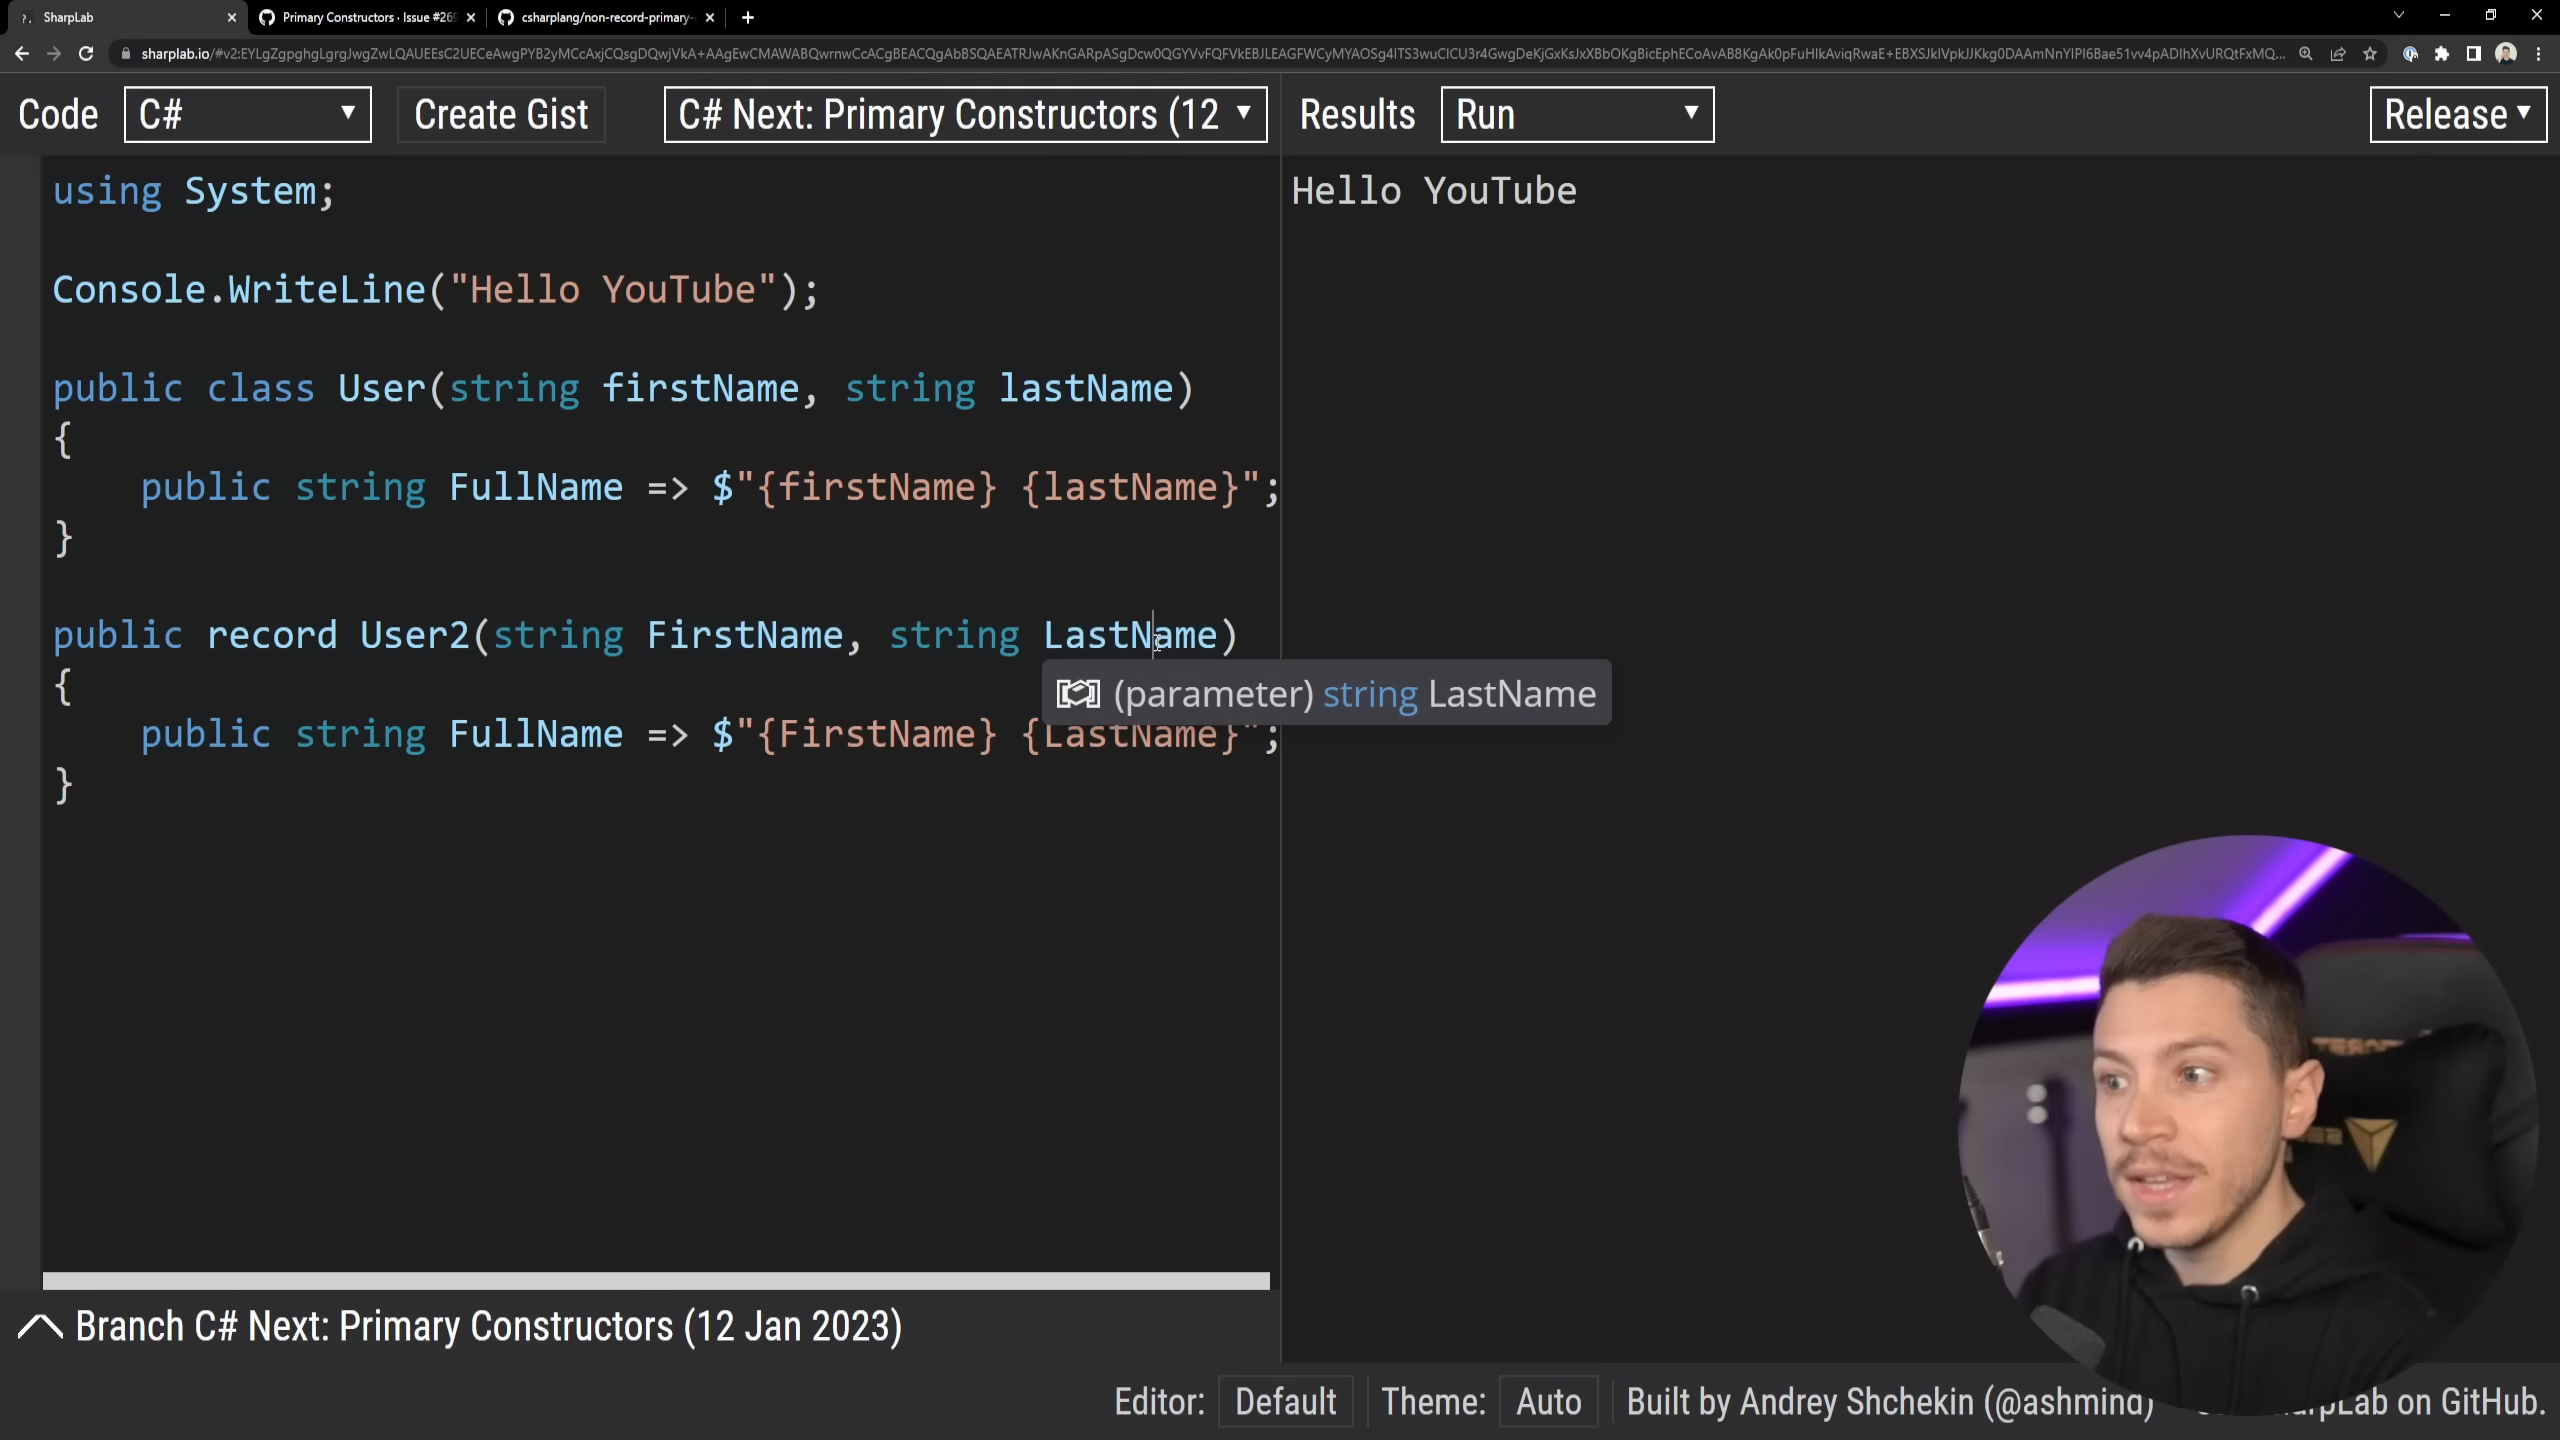 SharpLab
Primary Constructors · Issue #269
csharplang/non-record-primary-
Code
C#
Create Gist
C# Next: Primary Constructors (12
Results
Run
Release
using System;
Hello YouTube
Console.WriteLine("Hello YouTube");
public class User(string firstName, string lastName)
{
public string FullName => $"{firstName} {lastName}";
}
public record User2(string FirstName, string LastName)
{
(parameter) string LastName
public string FullName => $"{FirstName} {LastName}";
}
Branch C# Next: Primary Constructors (12 Jan 2023)
Editor: Default
Theme: Auto
Built by Andrey Shchekin (@ashmind)
SharpLab on GitHub.